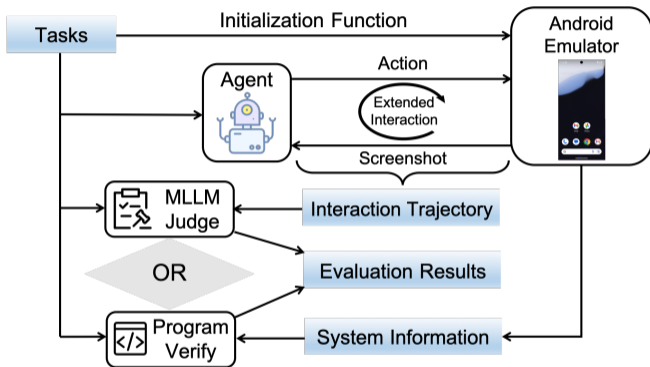 Tasks
Initialization Function
Android
Emulator
Agent
Action
Extended
Interaction
Screenshot
MLLM
Judge
Interaction Trajectory
OR
Evaluation Results
</>
Program
Verify
System Information